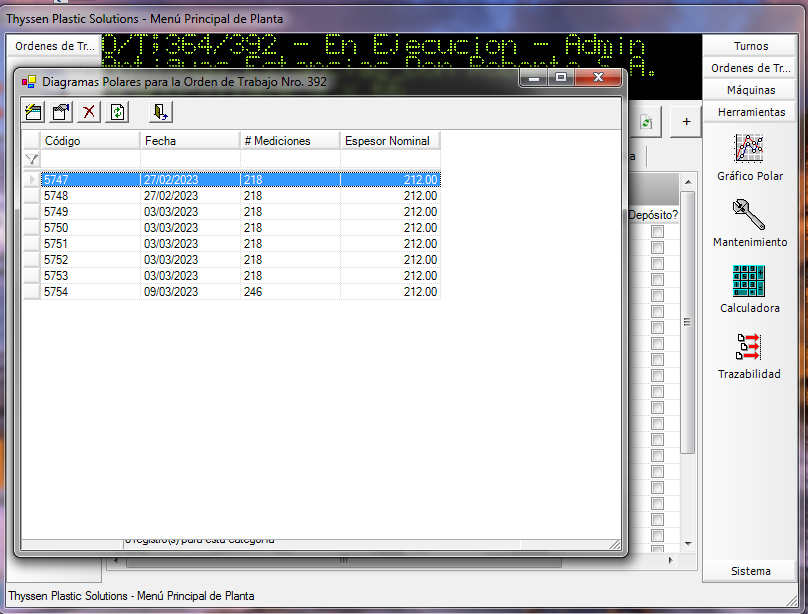 Thyssen Plastic Solutions - Menú Principal de Planta
Ordenes de Tr...
O/T:364/392 - En Ejecucion - Admin
Turnos
Ordenes de Tr...
Máquinas
Herramientas
Gráfico Polar
Mantenimiento
Calculadora
Trazabilidad
Sistema
Diagramas Polares para la Orden de Trabajo Nro. 392
Código Fecha # Mediciones Espesor Nominal
5747 27/02/2023 218 212.00
5748 27/02/2023 218 212.00
5749 03/03/2023 218 212.00
5750 03/03/2023 218 212.00
5751 03/03/2023 218 212.00
5752 03/03/2023 218 212.00
5753 03/03/2023 218 212.00
5754 09/03/2023 246 212.00
+
a
Depósito?
registro(s) para esta categoría
Thyssen Plastic Solutions - Menú Principal de Planta